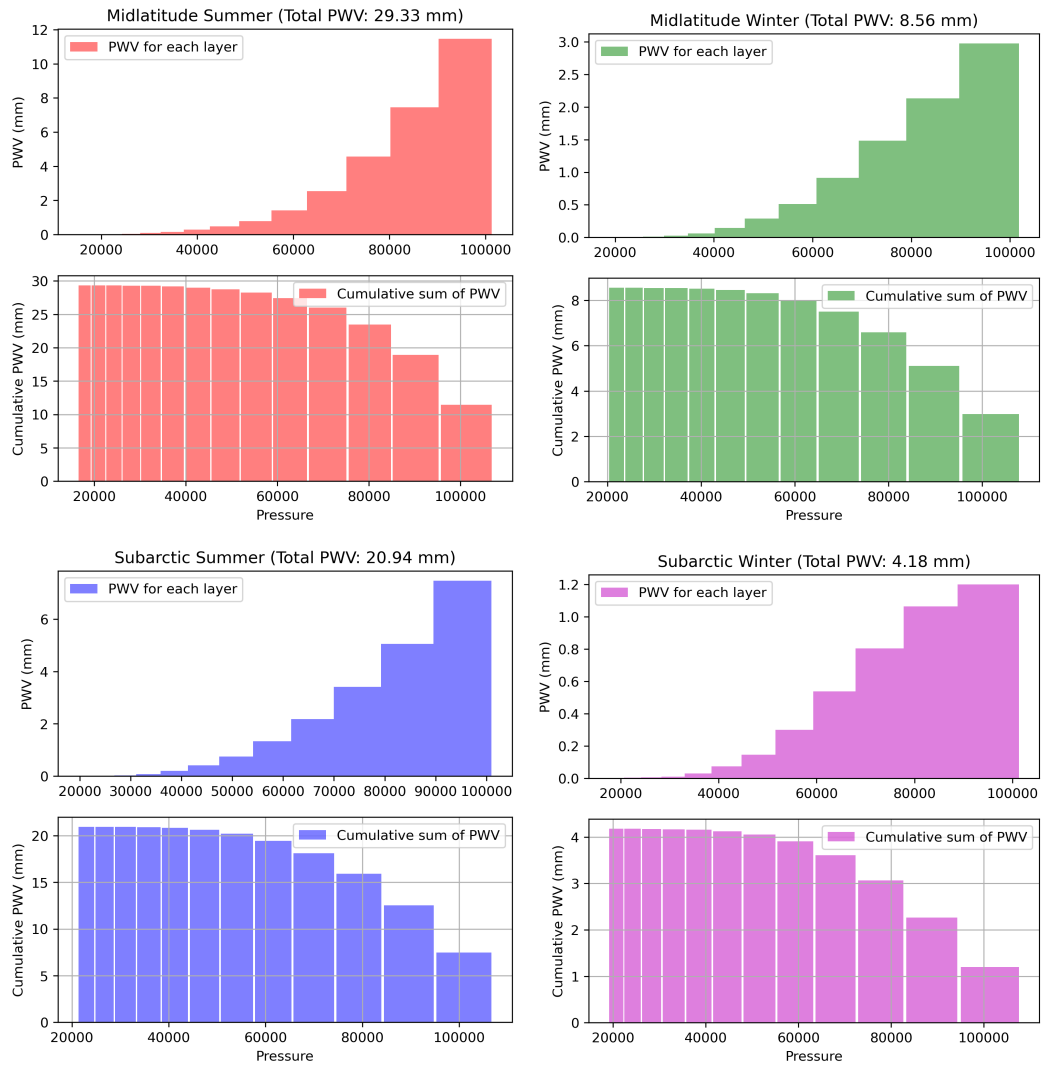 Midlatitude Summer (Total PWV: 29.33 mm)
PWV for each layer
PWV (mm)
12
10
8
6
4
2
0
20000 40000 60000 80000 100000
Cumulative sum of PWV
Cumulative PWV (mm)
30
25
20
15
10
5
0
20000 40000 60000 80000 100000
Pressure
Midlatitude Winter (Total PWV: 8.56 mm)
PWV for each layer
PWV (mm)
3.0
2.5
2.0
1.5
1.0
0.5
0.0
20000 40000 60000 80000 100000
Cumulative sum of PWV
Cumulative PWV (mm)
8
6
4
2
0
20000 40000 60000 80000 100000
Pressure
Subarctic Summer (Total PWV: 20.94 mm)
PWV for each layer
PWV (mm)
6
4
2
0
20000 30000 40000 50000 60000 70000 80000 90000 100000
Cumulative sum of PWV
Cumulative PWV (mm)
20
15
10
5
0
20000 40000 60000 80000 100000
Pressure
Subarctic Winter (Total PWV: 4.18 mm)
PWV for each layer
PWV (mm)
1.2
1.0
0.8
0.6
0.4
0.2
0.0
20000 40000 60000 80000 100000
Cumulative sum of PWV
Cumulative PWV (mm)
4
3
2
1
0
20000 40000 60000 80000 100000
Pressure